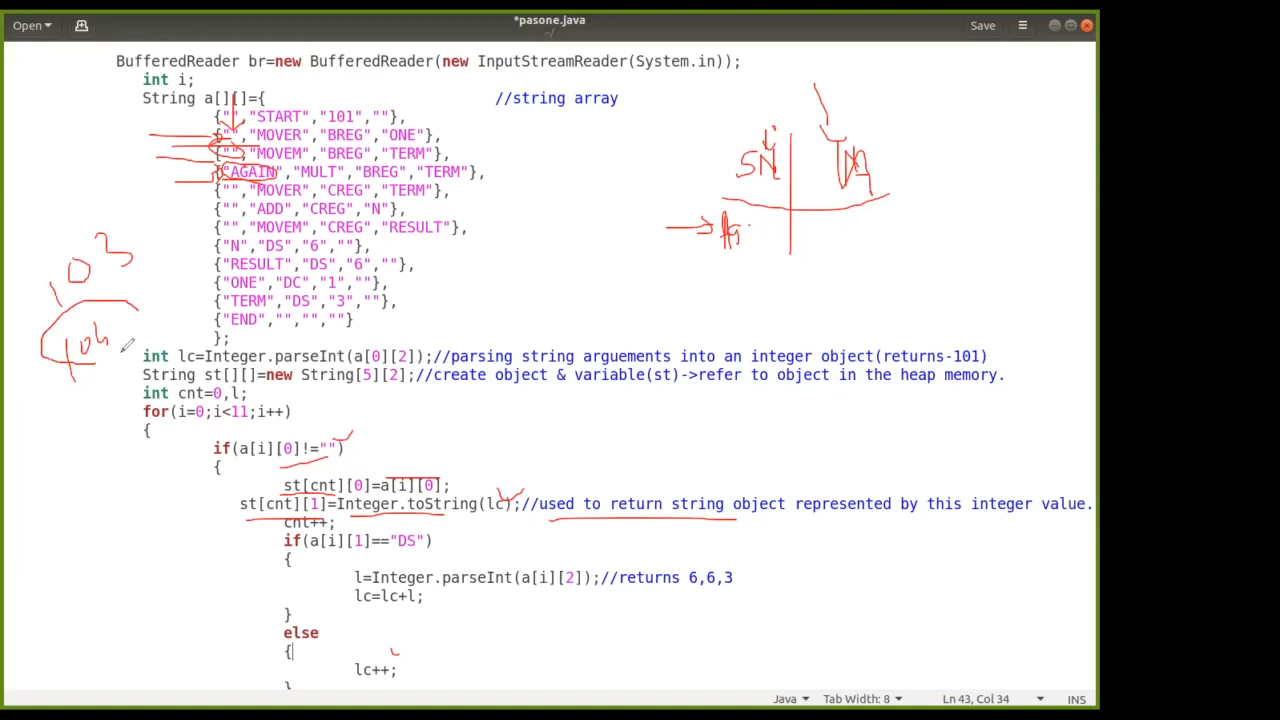 Open
*pasone.java
~/
Save
BufferedReader br=new BufferedReader(new InputStreamReader(System.in));
int i;
String a[][]={ //string array
{"","START","101",""},
{"","MOVER","BREG","ONE"},
{"","MOVEM","BREG","TERM"},
{"AGAIN","MULT","BREG","TERM"},
{"","MOVER","CREG","TERM"},
{"","ADD","CREG","N"},
{"","MOVEM","CREG","RESULT"},
{"N","DS","6",""},
{"RESULT","DS","6",""},
{"ONE","DC","1",""},
{"TERM","DS","3",""},
{"END","","",""}
};
103
104
SN
Ag
int lc=Integer.parseInt(a[0][2]);//parsing string arguements into an integer object(returns-101)
String st[][]=new String[5][2];//create object & variable(st)->refer to object in the heap memory.
int cnt=0,l;
for(i=0;i<11;i++)
{
if(a[i][0]!="")
{
st[cnt][0]=a[i][0];
st[cnt][1]=Integer.toString(lc);//used to return string object represented by this integer value.
cnt++;
if(a[i][1]=="DS")
{
l=Integer.parseInt(a[i][2]);//returns 6,6,3
lc=lc+l;
}
else
{
lc++;
}
Java Tab Width: 8 Ln 43, Col 34 INS